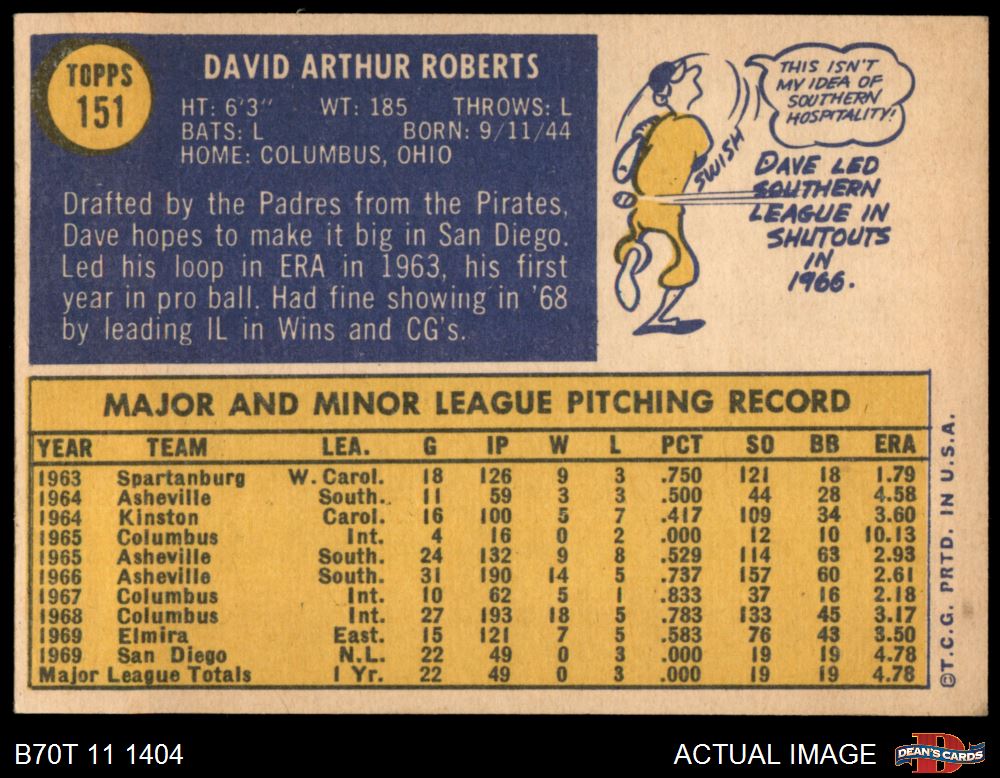 TOPPS
151
DAVID ARTHUR ROBERTS
HT: 6'3" WT: 185 THROWS: L
BATS: L BORN: 9/11/44
HOME: COLUMBUS, OHIO
Drafted by the Padres from the Pirates,
Dave hopes to make it big in San Diego.
Led his loop in ERA in 1963, his first
year in pro ball. Had fine showing in '68
by leading IL in Wins and CG's.
THIS ISN'T
MY IDEA OF
SOUTHERN
HOSPITALITY!
SWISH
DAVE LED
SOUTHERN
LEAGUE IN
SHUTOUTS
IN
1966.
MAJOR AND MINOR LEAGUE PITCHING RECORD
YEAR TEAM LEA. G IP W L PCT SO BB ERA
1963 Spartanburg W. Carol. 18 126 9 3 .750 121 18 1.79
1964 Asheville South. 11 59 3 3 .500 44 28 4.58
1964 Kinston Carol. 16 100 5 7 .417 109 34 3.60
1965 Columbus Int. 4 16 0 2 .000 12 10 10.13
1965 Asheville South. 24 132 9 8 .529 114 63 2.93
1966 Asheville South. 31 190 14 5 .737 157 60 2.61
1967 Columbus Int. 10 62 5 1 .833 37 16 2.18
1968 Columbus Int. 27 193 18 5 .783 133 45 3.17
1969 Elmira East. 15 121 7 5 .583 76 43 3.50
1969 San Diego N.L. 22 49 0 3 .000 19 19 4.78
Major League Totals 1 Yr. 22 49 0 3 .000 19 19 4.78
©T.C.G. PRTD. IN U.S.A.
B70T 11 1404
ACTUAL IMAGE
DEAN'S CARDS